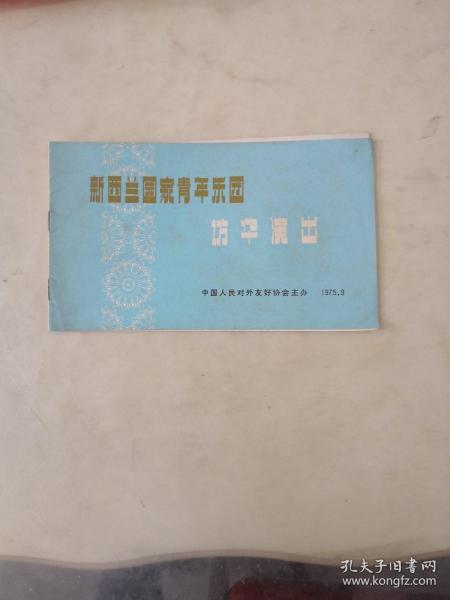 新西兰国家青年乐团
访华演出
中国人民对外友好协会主办 1975.9
孔夫子旧书网
www.kongfz.com